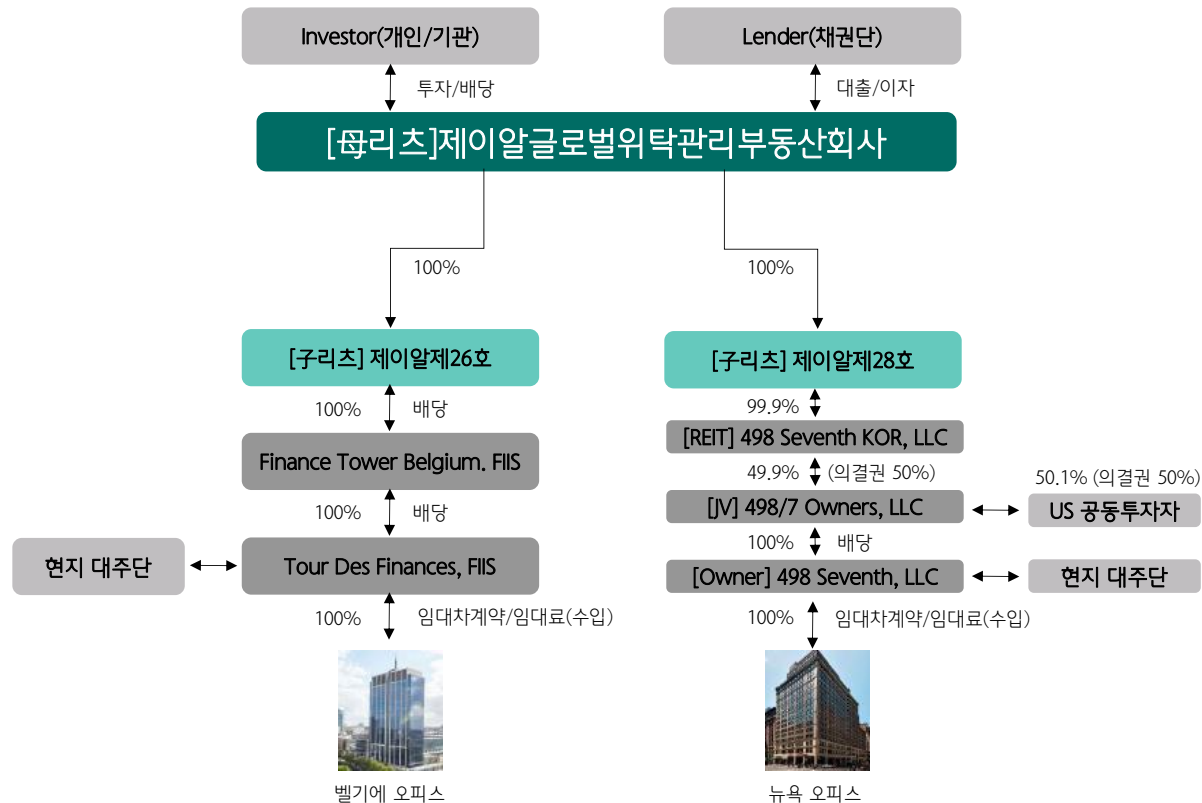 Investor(개인/기관)
Lender(채권단)
투자/배당
대출/이자
[母리츠]제이알글로벌위탁관리부동산회사
100%
100%
[子리츠] 제이알제26호
[子리츠] 제이알제28호
100%
배당
99.9%
Finance Tower Belgium. FIIS
[REIT] 498 Seventh KOR, LLC
49.9%
(의결권 50%)
50.1% (의결권 50%)
100%
배당
[JV] 498/7 Owners, LLC
US 공동투자자
100%
배당
현지 대주단
Tour Des Finances, FIIS
[Owner] 498 Seventh, LLC
현지 대주단
100%
임대차계약/임대료(수입)
100%
임대차계약/임대료(수입)
벨기에 오피스
뉴욕 오피스